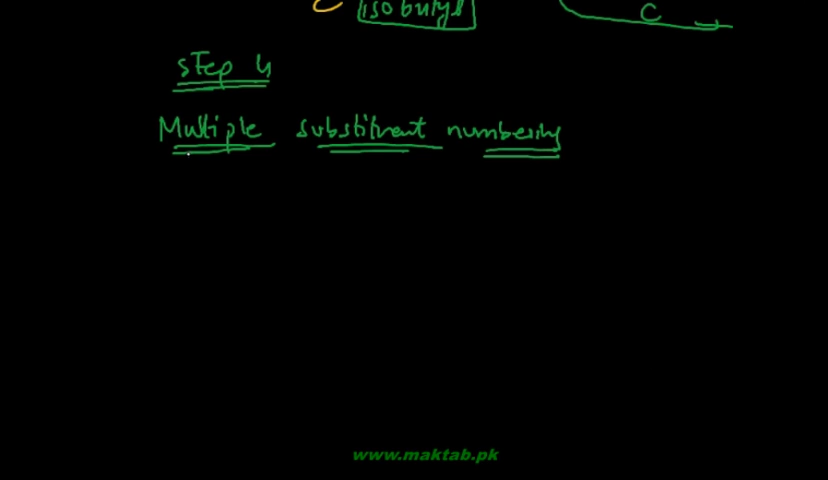 isobutyl
C
step 4
Multiple substituent numbering
www.maktab.pk